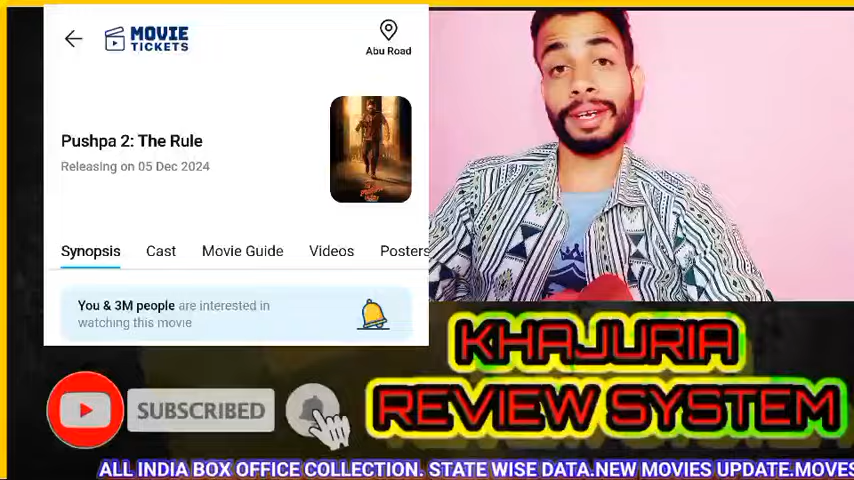 MOVIE
TICKETS
Abu Road
Pushpa 2: The Rule
Releasing on 05 Dec 2024
Synopsis Cast Movie Guide Videos Posters
You & 3M people are interested in
watching this movie
KHAJURIA
REVIEW SYSTEM
SUBSCRIBED
ALL INDIA BOX OFFICE COLLECTION. STATE WISE DATA.NEW MOVIES UPDATE.MOVES